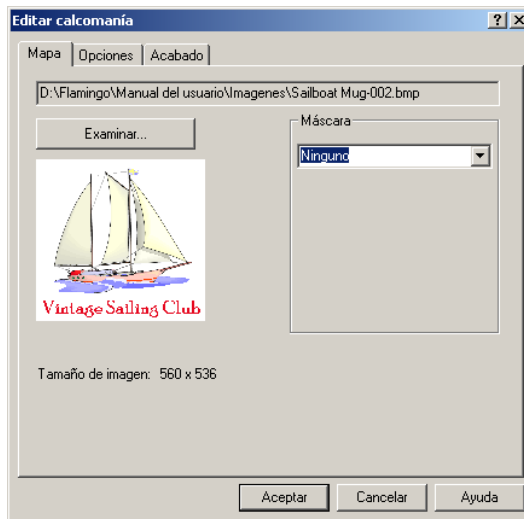 Editar calcomanía
Mapa Opciones Acabado
D:\Flamingo\Manual del usuario\Imagenes\Sailboat Mug-002.bmp
Examinar...
Máscara
Ninguno
Vintage Sailing Club
Tamaño de imagen: 560 x 536
Aceptar Cancelar Ayuda